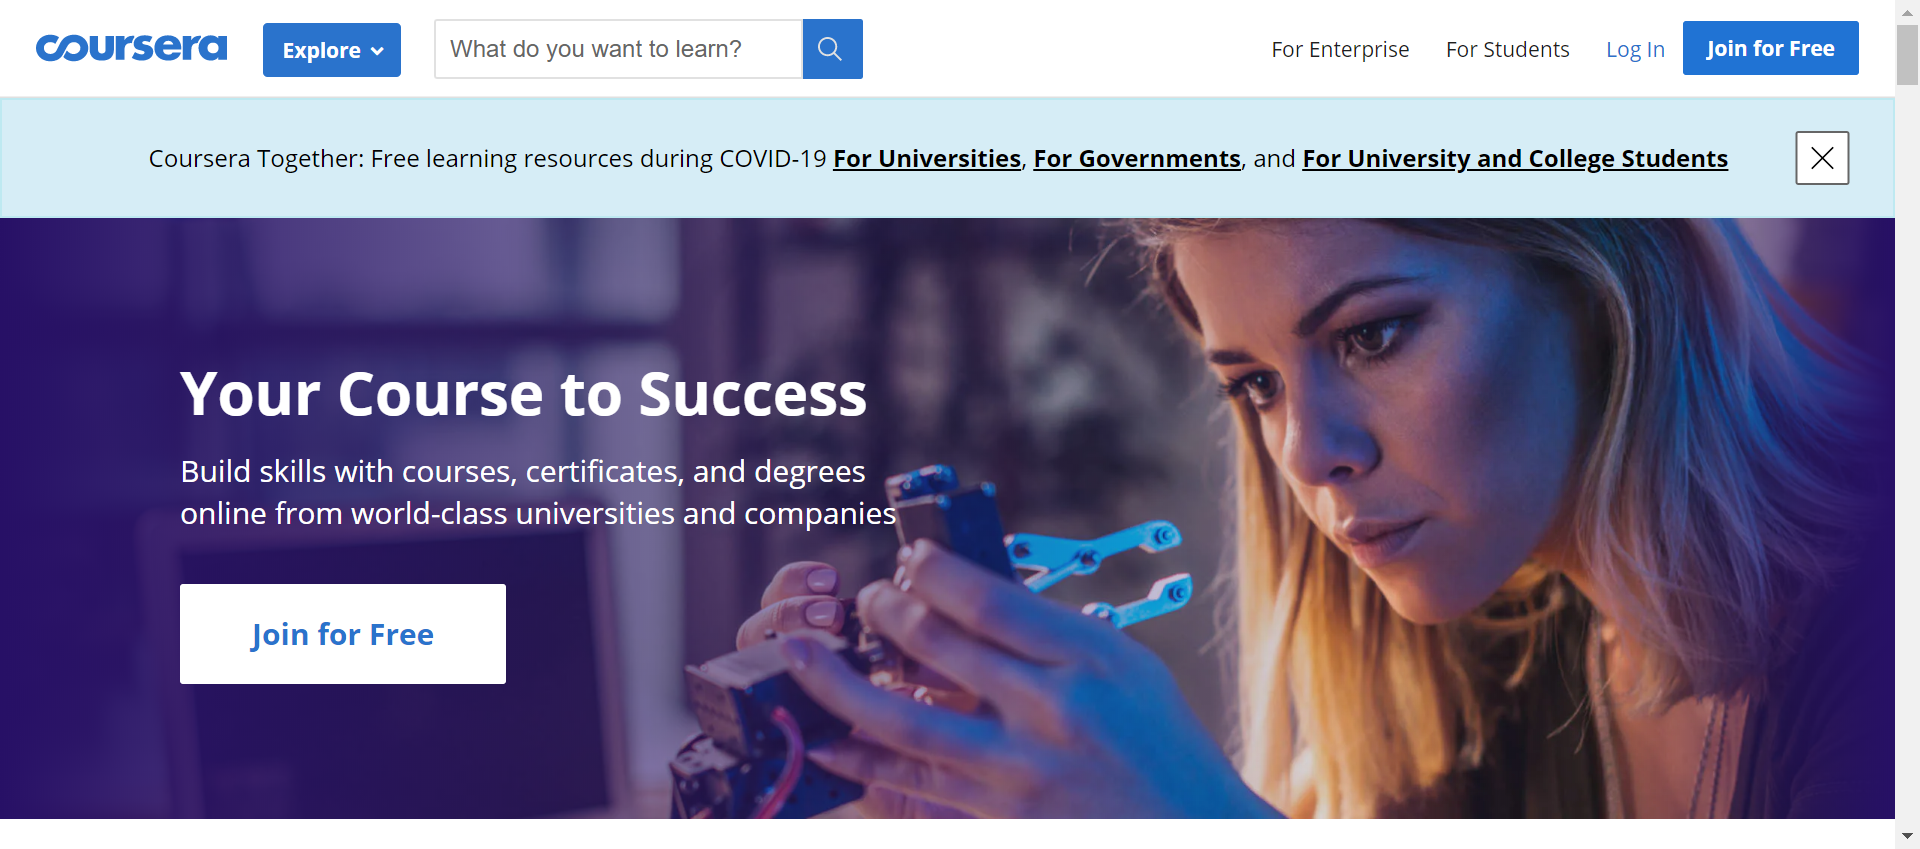 coursera Explore What do you want to learn? For Enterprise For Students Log In Join for Free
Coursera Together: Free learning resources during COVID-19 For Universities, For Governments, and For University and College Students
Your Course to Success
Build skills with courses, certificates, and degrees
online from world-class universities and companies
Join for Free